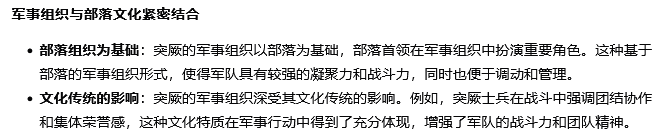 军事组织与部落文化紧密结合
• 部落组织为基础：突厥的军事组织以部落为基础，部落首领在军事组织中扮演重要角色。这种基于
部落的军事组织形式，使得军队具有较强的凝聚力和战斗力，同时也便于调动和管理。
• 文化传统的影响：突厥的军事组织深受其文化传统的影响。例如，突厥士兵在战斗中强调团结协作
和集体荣誉感，这种文化特质在军事行动中得到了充分体现，增强了军队的战斗力和团队精神。